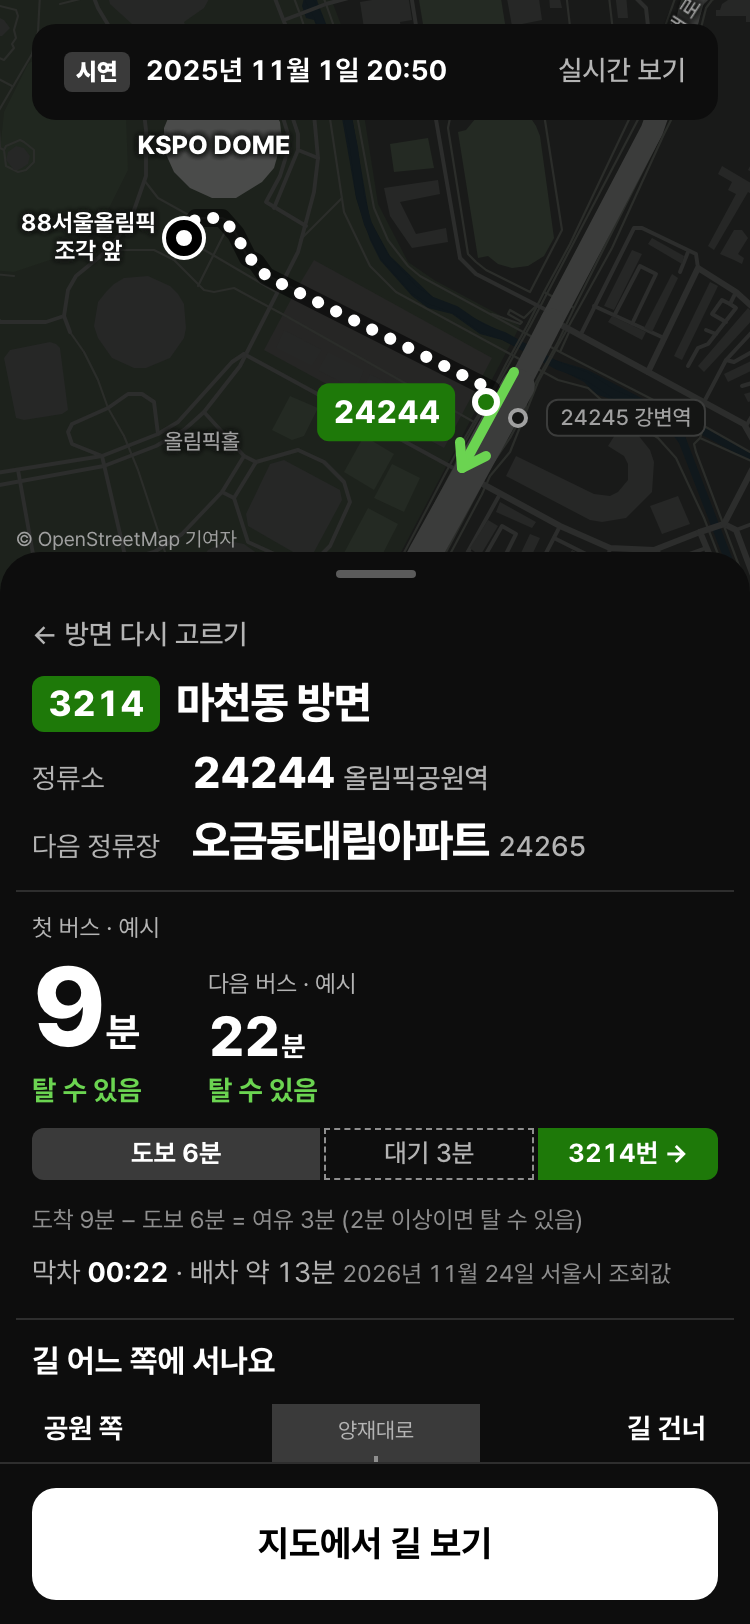 시연 2025년 11월 1일 20:50 실시간 보기
KSPO DOME
88서울올림픽
조각 앞
24244
24245 강변역
올림픽홀
© OpenStreetMap 기여자
← 방면 다시 고르기
3214 마천동 방면
정류소 24244 올림픽공원역
다음 정류장 오금동대림아파트 24265
첫 버스 · 예시
9분
탈 수 있음
다음 버스 · 예시
22분
탈 수 있음
도보 6분 대기 3분 3214번 →
도착 9분 – 도보 6분 = 여유 3분 (2분 이상이면 탈 수 있음)
막차 00:22 · 배차 약 13분 2026년 11월 24일 서울시 조회값
길 어느 쪽에 서나요
공원 쪽 양재대로 길 건너
지도에서 길 보기